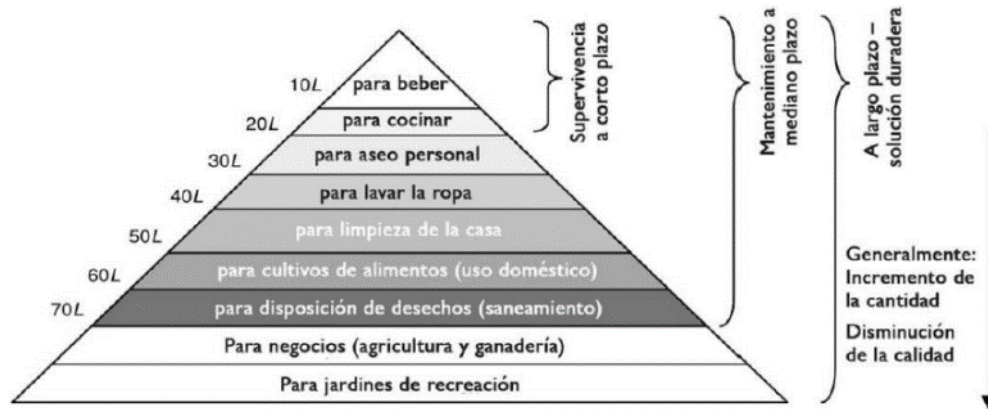 10L
para beber
20L
para cocinar
30L
para aseo personal
40L
para lavar la ropa
50L
para limpieza de la casa
60L
para cultivos de alimentos (uso doméstico)
70L
para disposición de desechos (saneamiento)
Para negocios (agricultura y ganadería)
Para jardines de recreación
Supervivencia
a corto plazo
Mantenimiento a
mediano plazo
A largo plazo –
solución duradera
Generalmente:
Incremento de
la cantidad
Disminución
de la calidad